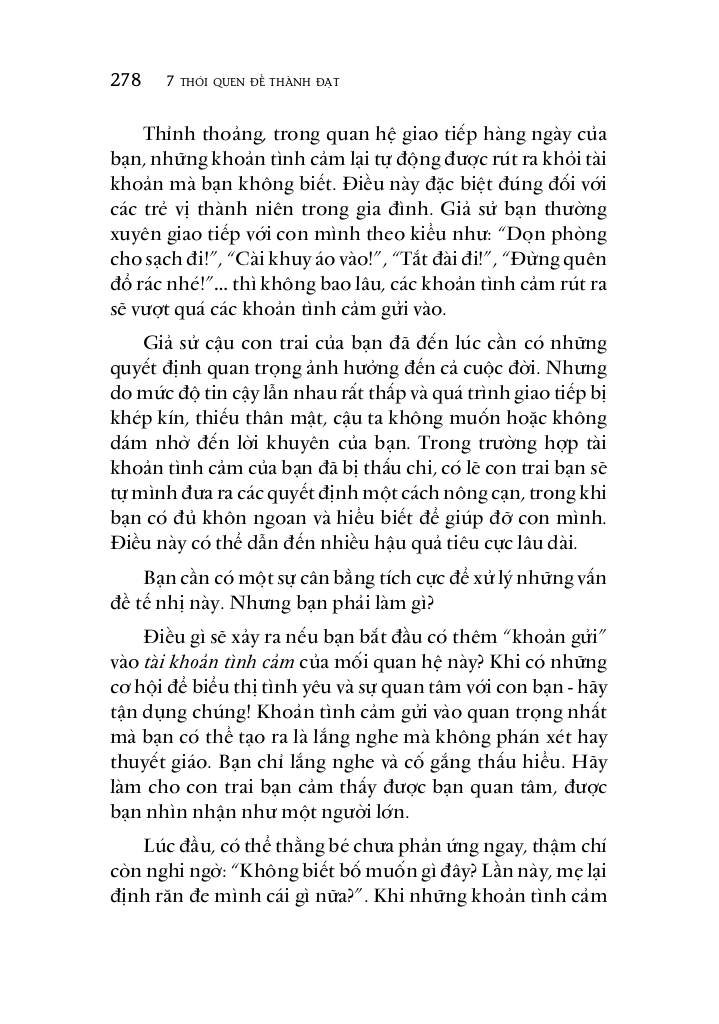 278 7 THÓI QUEN ĐỂ THÀNH ĐẠT
Thỉnh thoảng, trong quan hệ giao tiếp hàng ngày của
bạn, những khoản tình cảm lại tự động được rút ra khỏi tài
khoản mà bạn không biết. Điều này đặc biệt đúng đối với
các trẻ vị thành niên trong gia đình. Giả sử bạn thường
xuyên giao tiếp với con mình theo kiểu như: “Dọn phòng
cho sạch đi!”, “Cài khuy áo vào!”, “Tắt đài đi!”, “Đừng quên
đổ rác nhé!”... thì không bao lâu, các khoản tình cảm rút ra
sẽ vượt quá các khoản tình cảm gửi vào.
Giả sử cậu con trai của bạn đã đến lúc cần có những
quyết định quan trọng ảnh hưởng đến cả cuộc đời. Nhưng
do mức độ tin cậy lẫn nhau rất thấp và quá trình giao tiếp bị
khép kín, thiếu thân mật, cậu ta không muốn hoặc không
dám nhờ đến lời khuyên của bạn. Trong trường hợp tài
khoản tình cảm của bạn đã bị thấu chi, có lẽ con trai bạn sẽ
tự mình đưa ra các quyết định một cách nông cạn, trong khi
bạn có đủ khôn ngoan và hiểu biết để giúp đỡ con mình.
Điều này có thể dẫn đến nhiều hậu quả tiêu cực lâu dài.
Bạn cần có một sự cân bằng tích cực để xử lý những vấn
đề tế nhị này. Nhưng bạn phải làm gì?
Điều gì sẽ xảy ra nếu bạn bắt đầu có thêm “khoản gửi”
vào tài khoản tình cảm của mối quan hệ này? Khi có những
cơ hội để biểu thị tình yêu và sự quan tâm với con bạn - hãy
tận dụng chúng! Khoản tình cảm gửi vào quan trọng nhất
mà bạn có thể tạo ra là lắng nghe mà không phán xét hay
thuyết giáo. Bạn chỉ lắng nghe và cố gắng thấu hiểu. Hãy
làm cho con trai bạn cảm thấy được bạn quan tâm, được
bạn nhìn nhận như một người lớn.
Lúc đầu, có thể thằng bé chưa phản ứng ngay, thậm chí
còn nghi ngờ: “Không biết bố muốn gì đây? Lần này, mẹ lại
định răn đe mình cái gì nữa?”. Khi những khoản tình cảm